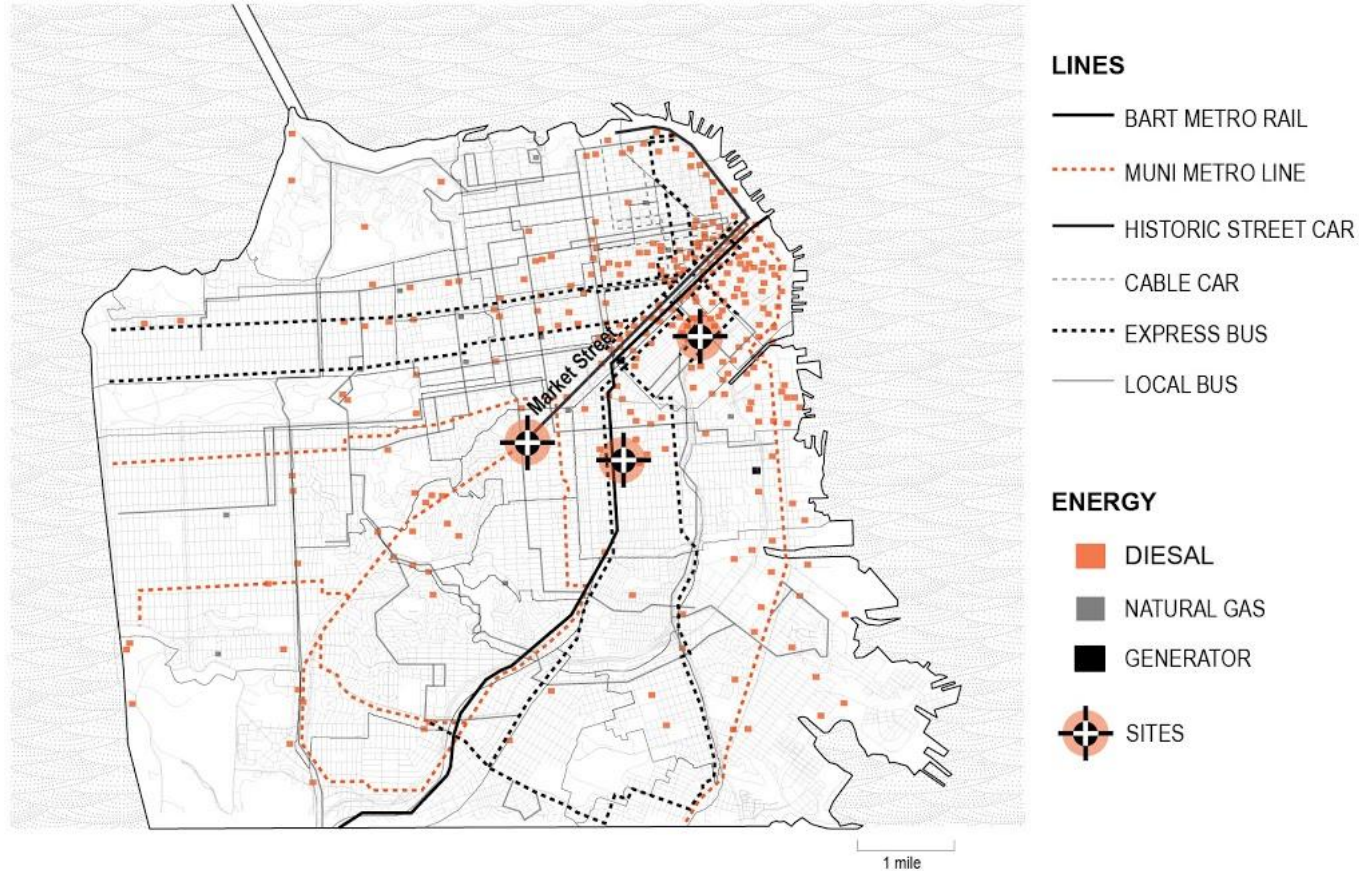 Market Street
1 mile
LINES
BART METRO RAIL
MUNI METRO LINE
HISTORIC STREET CAR
CABLE CAR
EXPRESS BUS
LOCAL BUS
ENERGY
DIESAL
NATURAL GAS
GENERATOR
SITES